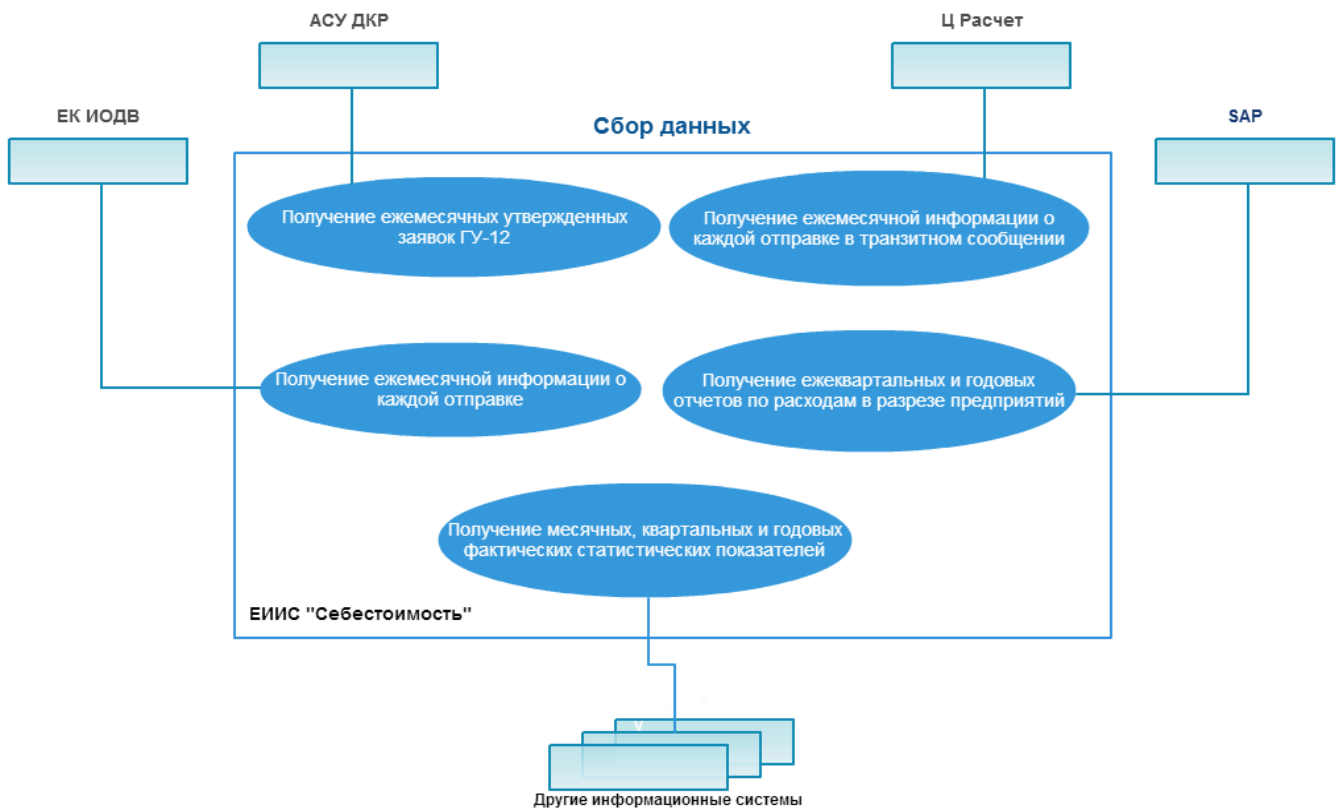 АСУ ДКР
Ц Расчет
ЕК ИОДВ
Сбор данных
SAP
Получение ежемесячных утвержденных
заявок ГУ-12
Получение ежемесячной информации о
каждой отправке в транзитном сообщении
Получение ежемесячной информации о
каждой отправке
Получение ежеквартальных и годовых
отчетов по расходам в разрезе предприятий
Получение месячных, квартальных и годовых
фактических статистических показателей
ЕИИС "Себестоимость"
Другие информационные системы